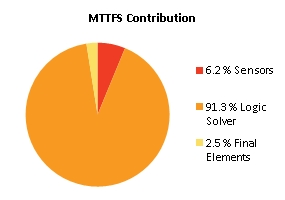 MTTFS Contribution
6.2 % Sensors
91.3 % Logic
Solver
2.5 % Final
Elements